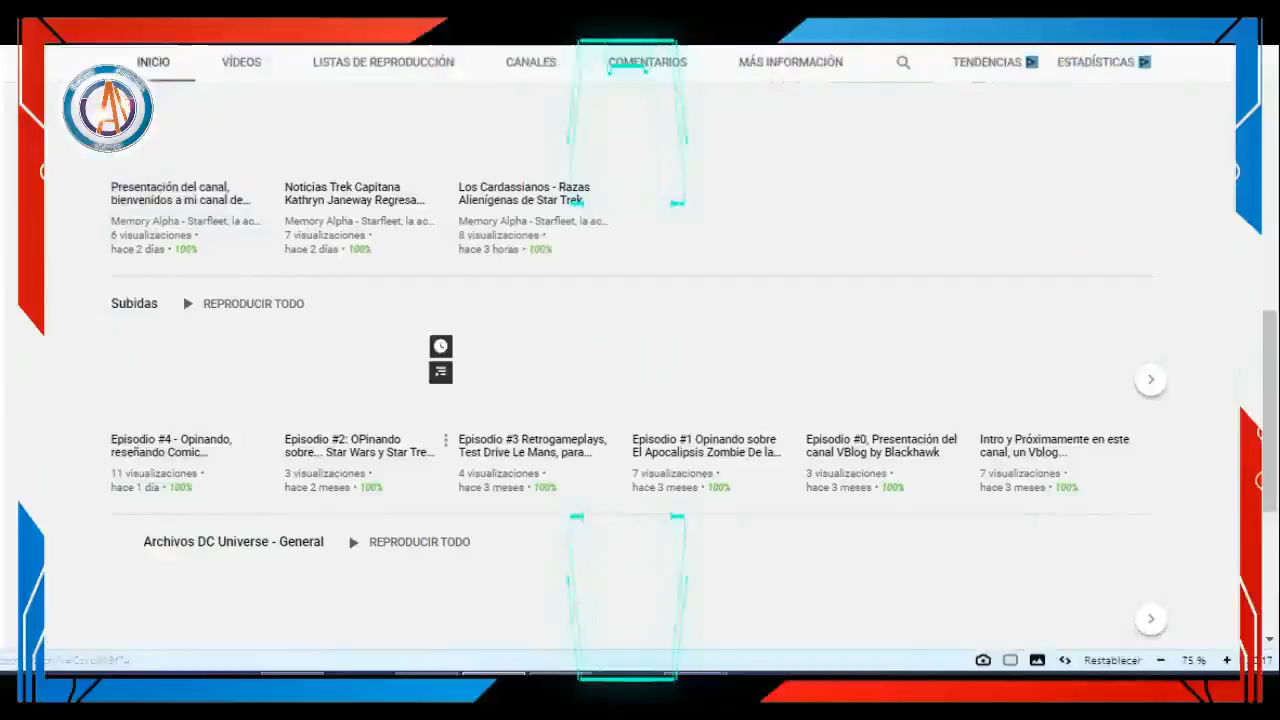 INICIO VÍDEOS LISTAS DE REPRODUCCIÓN CANALES COMENTARIOS MÁS INFORMACIÓN TENDENCIAS ESTADÍSTICAS
Presentación del canal, Noticias Trek Capitana Los Cardassianos - Razas
bienvenidos a mi canal de... Kathryn Janeway Regresa... Alienígenas de Star Trek
Memory Alpha - Starfleet, la ac... Memory Alpha - Starfleet, la ac... Memory Alpha - Starfleet, la ac...
6 visualizaciones • 7 visualizaciones • 8 visualizaciones •
hace 2 días • 100% hace 2 días • 100% hace 3 horas • 100%
Subidas REPRODUCIR TODO
Episodio #4 - Opinando, Episodio #2: OPinando Episodio #3 Retrogameplays, Episodio #1 Opinando sobre Episodio #0, Presentación del Intro y Próximamente en este
reseñando Comic... sobre... Star Wars y Star Tre... Test Drive Le Mans, para... El Apocalipsis Zombie De la... canal VBlog by Blackhawk canal, un Vblog...
11 visualizaciones • 3 visualizaciones • 4 visualizaciones • 7 visualizaciones • 3 visualizaciones • 7 visualizaciones •
hace 1 día • 100% hace 2 meses • 100% hace 3 meses • 100% hace 3 meses • 100% hace 3 meses • 100% hace 3 meses • 100%
Archivos DC Universe - General REPRODUCIR TODO
Restablecer 75 %